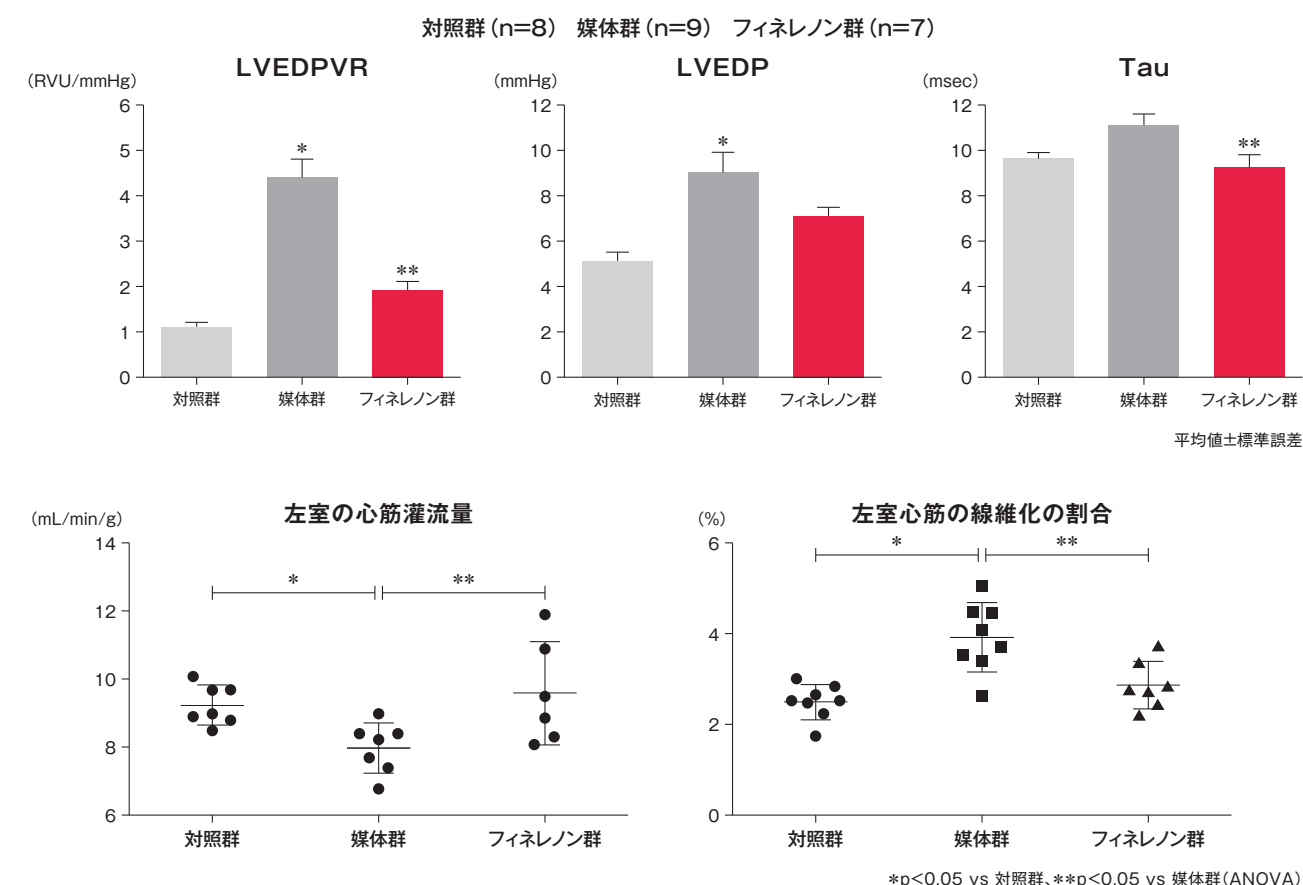 対照群（n=8） 媒体群（n=9） フィネレノン群（n=7）
LVEDPVR
(RVU/mmHg)
6
5
4
3
2
1
0
*
**
対照群 媒体群 フィネレノン群
LVEDP
(mmHg)
12
10
8
6
4
2
0
*
対照群 媒体群 フィネレノン群
Tau
(msec)
12
10
8
6
4
2
0
**
対照群 媒体群 フィネレノン群
平均値±標準誤差
左室の心筋灌流量
(mL/min/g)
14
12
10
8
6
* **
対照群 媒体群 フィネレノン群
左室心筋の線維化の割合
(%)
6
4
2
0
* **
対照群 媒体群 フィネレノン群
*p<0.05 vs 対照群、**p<0.05 vs 媒体群(ANOVA)